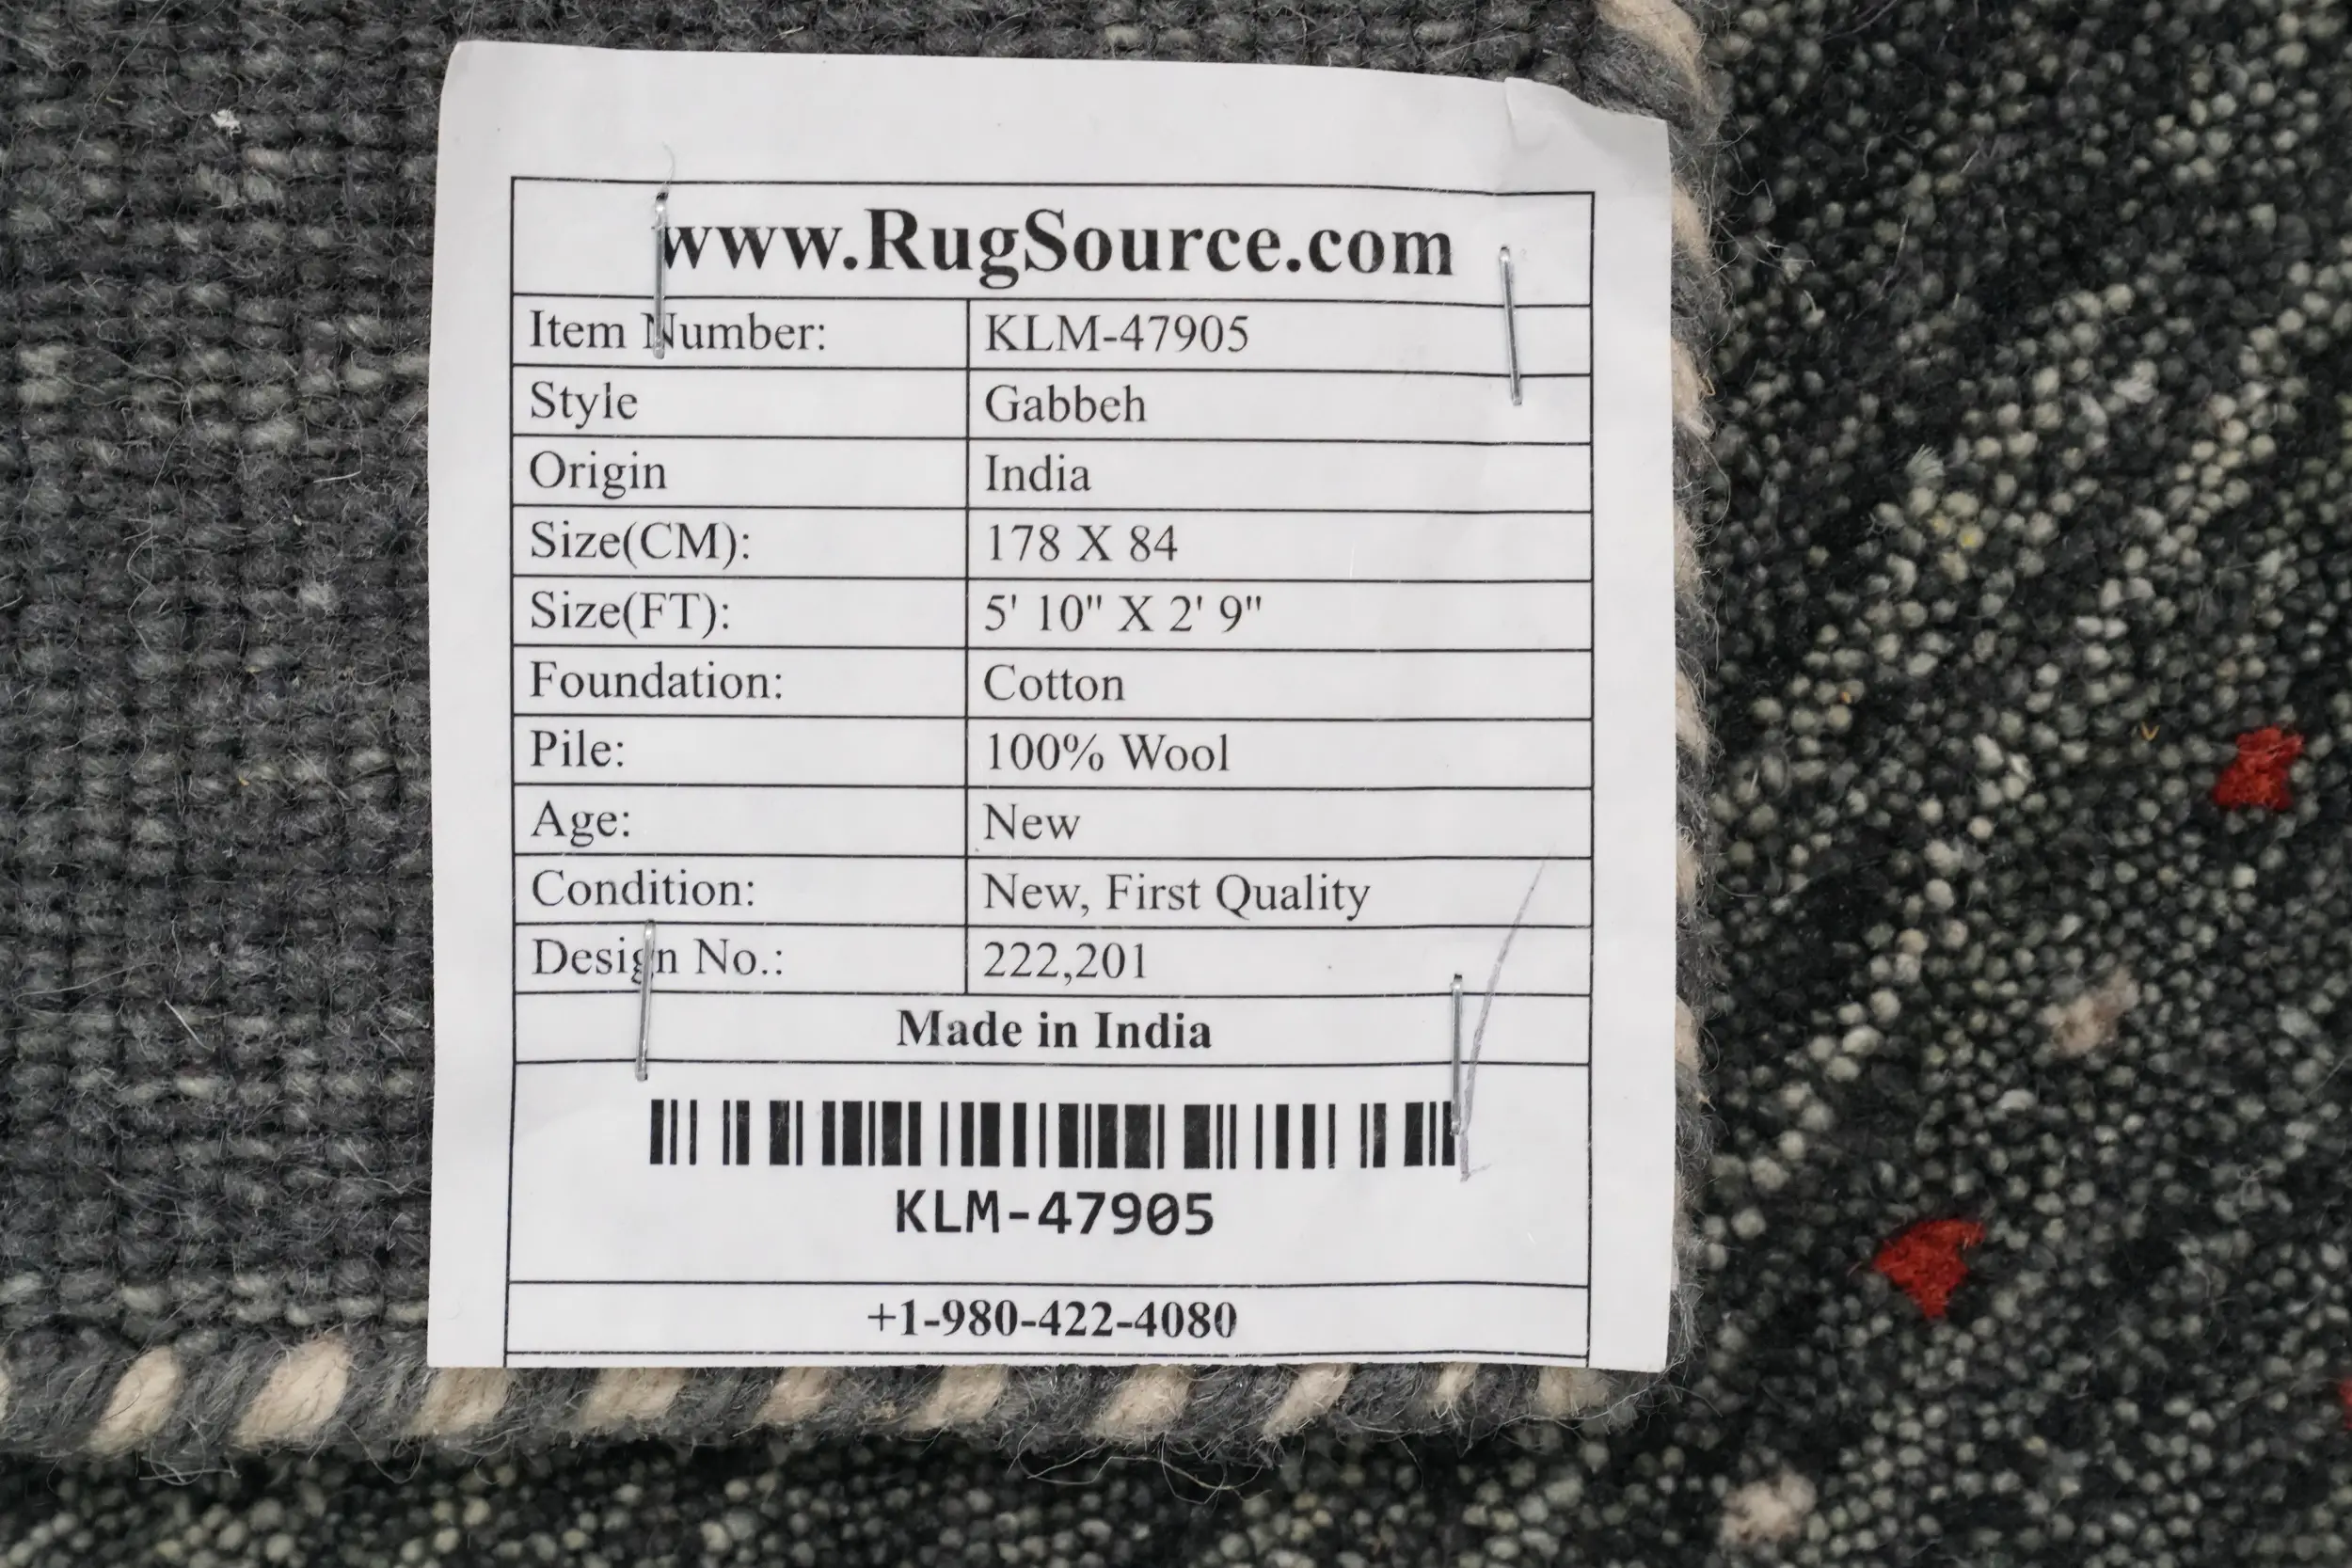 www.RugSource.com
Item Number: KLM-47905
Style Gabbeh
Origin India
Size(CM): 178 X 84
Size(FT): 5' 10" X 2' 9"
Foundation: Cotton
Pile: 100% Wool
Age: New
Condition: New, First Quality
Design No.: 222,201
Made in India
KLM-47905
+1-980-422-4080